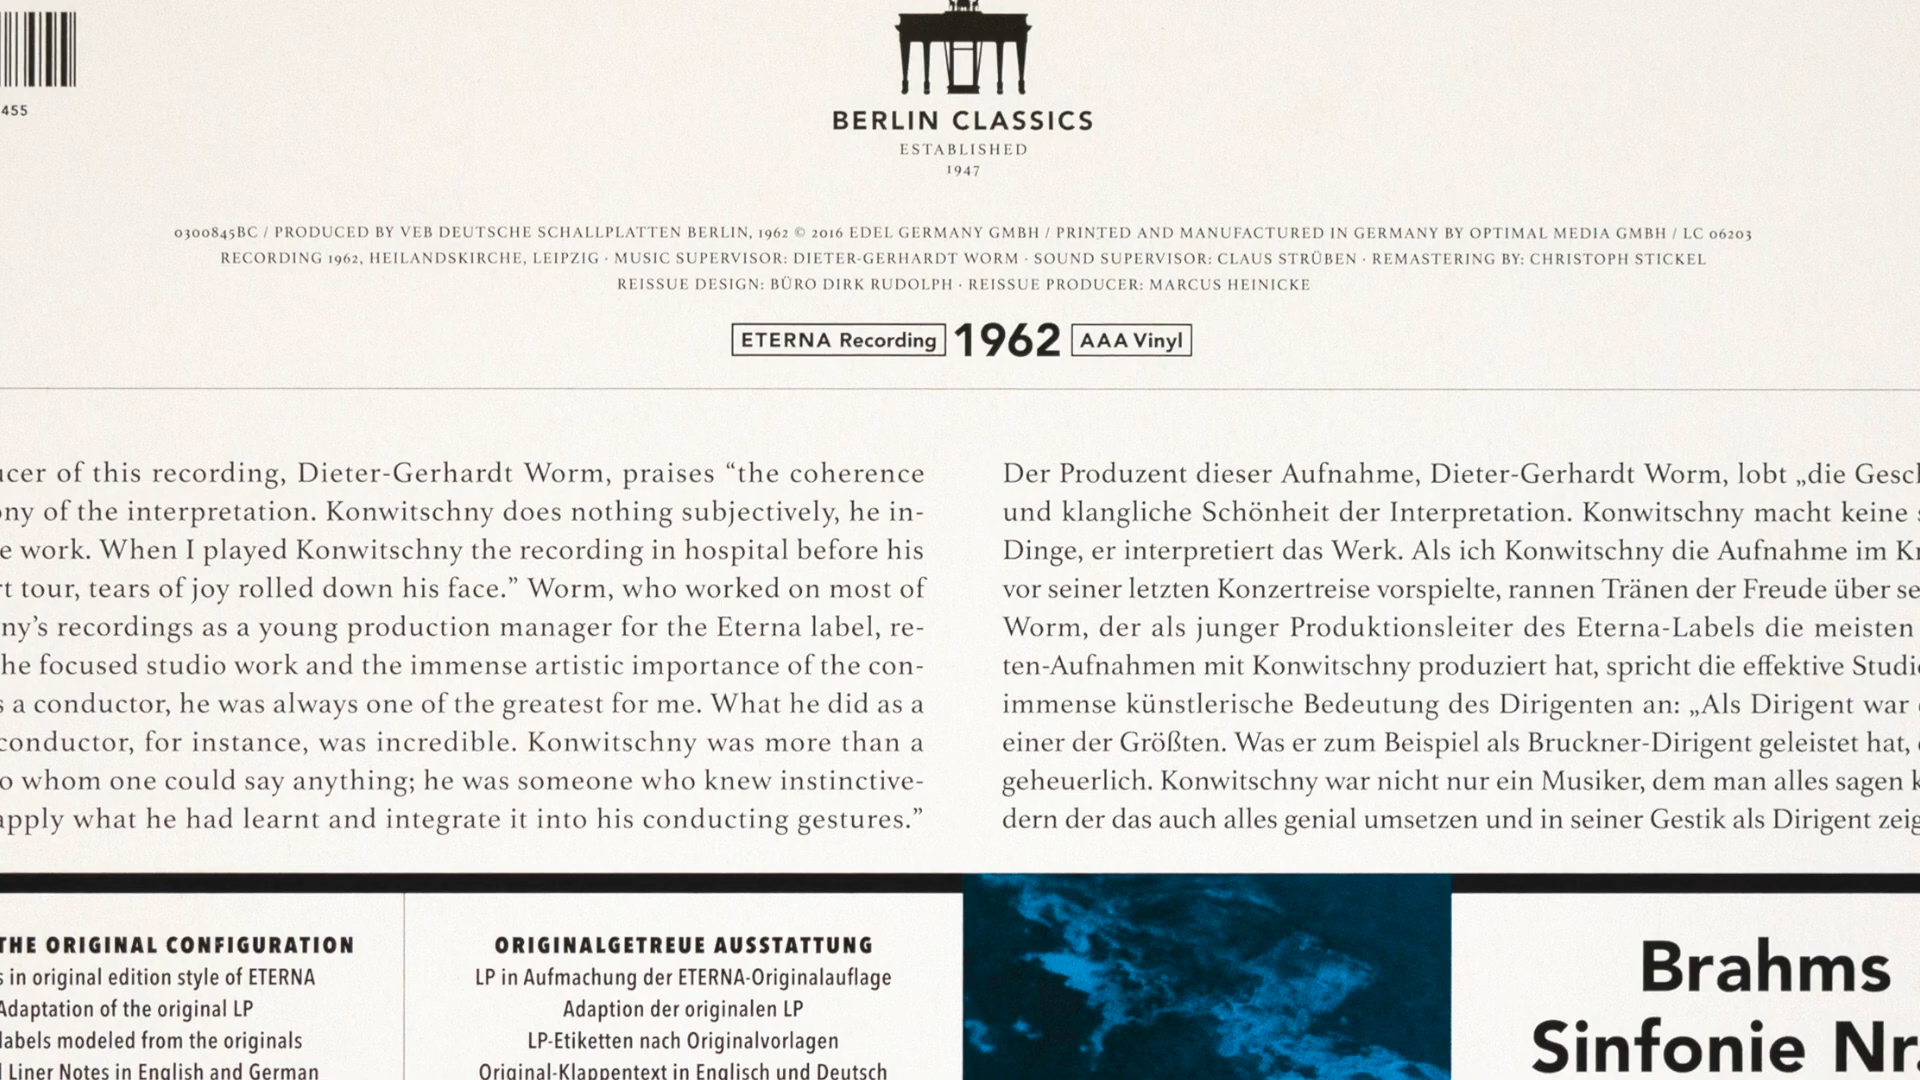 455
BERLIN CLASSICS
ESTABLISHED
1947
0300845BC / PRODUCED BY VEB DEUTSCHE SCHALLPLATTEN BERLIN, 1962 © 2016 EDEL GERMANY GMBH / PRINTED AND MANUFACTURED IN GERMANY BY OPTIMAL MEDIA GMBH / LC 06203
RECORDING 1962, HEILANDSKIRCHE, LEIPZIG · MUSIC SUPERVISOR: DIETER-GERHARDT WORM · SOUND SUPERVISOR: CLAUS STRÜBEN · REMASTERING BY: CHRISTOPH STICKEL
REISSUE DESIGN: BÜRO DIRK RUDOLPH · REISSUE PRODUCER: MARCUS HEINICKE
ETERNA Recording 1962 AAA Vinyl
of this recording, Dieter-Gerhardt Worm, praises “the coherence
of the interpretation. Konwitschny does nothing subjectively, he in-
work. When I played Konwitschny the recording in hospital before his
tour, tears of joy rolled down his face.” Worm, who worked on most of
recordings as a young production manager for the Eterna label, re-
he focused studio work and the immense artistic importance of the con-
a conductor, he was always one of the greatest for me. What he did as a
conductor, for instance, was incredible. Konwitschny was more than a
whom one could say anything; he was someone who knew instinctive-
apply what he had learnt and integrate it into his conducting gestures.”
Der Produzent dieser Aufnahme, Dieter-Gerhardt Worm, lobt „die
und klangliche Schönheit der Interpretation. Konwitschny macht keine
Dinge, er interpretiert das Werk. Als ich Konwitschny die Aufnahme im
vor seiner letzten Konzertreise vorspielte, rannen Tränen der Freude über
Worm, der als junger Produktionsleiter des Eterna-Labels die meisten
ten-Aufnahmen mit Konwitschny produziert hat, spricht die effektive
immense künstlerische Bedeutung des Dirigenten an: „Als Dirigent war
einer der Größten. Was er zum Beispiel als Bruckner-Dirigent geleistet hat,
geheuerlich. Konwitschny war nicht nur ein Musiker, dem man alles sagen
dern der das auch alles genial umsetzen und in seiner Gestik als Dirigent
THE ORIGINAL CONFIGURATION
in original edition style of ETERNA
Adaptation of the original LP
labels modeled from the originals
Liner Notes in English and German
ORIGINALGETREUE AUSSTATTUNG
LP in Aufmachung der ETERNA-Originalauflage
Adaption der originalen LP
LP-Etiketten nach Originalvorlagen
Original-Klappentext in Englisch und Deutsch
Brahms
Sinfonie Nr.